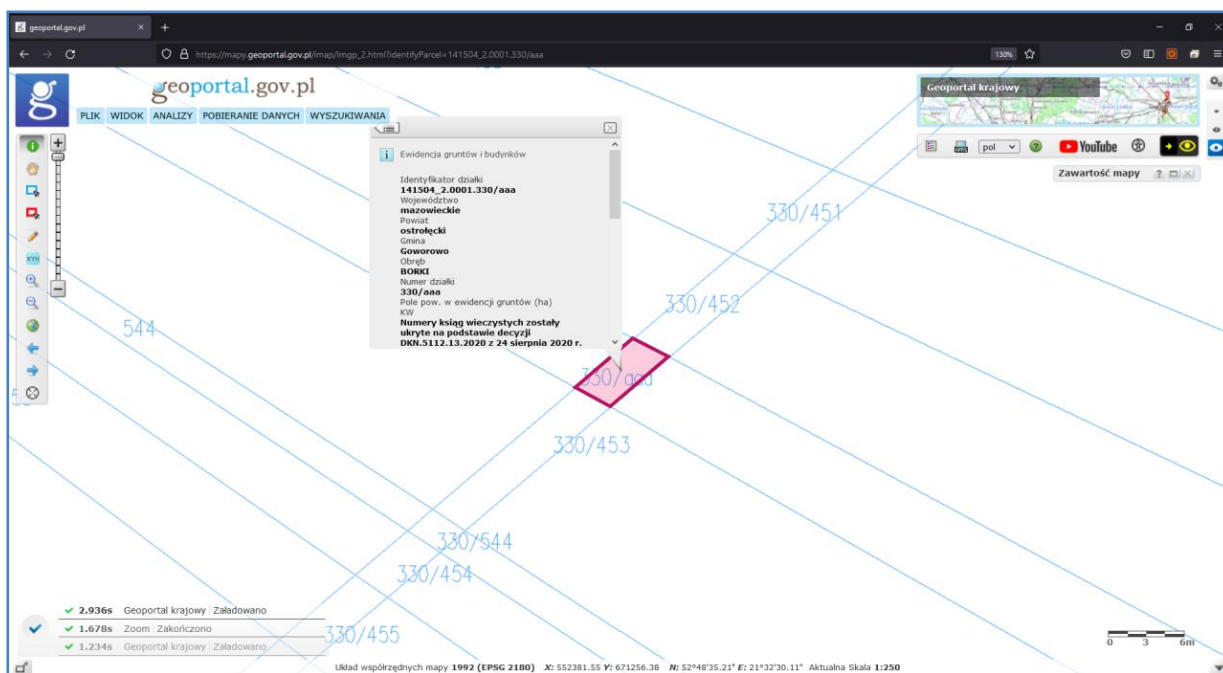 geoportal.gov.pl
https://mapy.geoportal.gov.pl/imap/Imgp_2.html?identifyParcel=141504_2.0001.330/aaa
130%
geoportal.gov.pl
PLIK WIDOK ANALIZY POBIERANIE DANYCH WYSZUKIWANIA
Geoportal krajowy
pol
YouTube
Zawartość mapy
Ewidencja gruntów i budynków
Identyfikator działki
141504_2.0001.330/aaa
Województwo
mazowieckie
Powiat
ostrołęcki
Gmina
Goworowo
Obręb
BORKI
Numer działki
330/aaa
Pole pow. w ewidencji gruntów (ha)
KW
Numery ksiąg wieczystych zostały
ukryte na podstawie decyzji
DKN.5112.13.2020 z 24 sierpnia 2020 r.
XYH
330/451
330/452
544
330/aaa
330/453
330/544
330/454
330/455
2.936s Geoportal krajowy Załadowano
1.678s Zoom Zakończono
1.234s Geoportal krajowy Załadowano
0 3 6m
Układ współrzędnych mapy 1992 (EPSG 2180) X: 552381.55 Y: 671256.38 N: 52°48'35.21" E: 21°32'30.11" Aktualna Skala 1:250